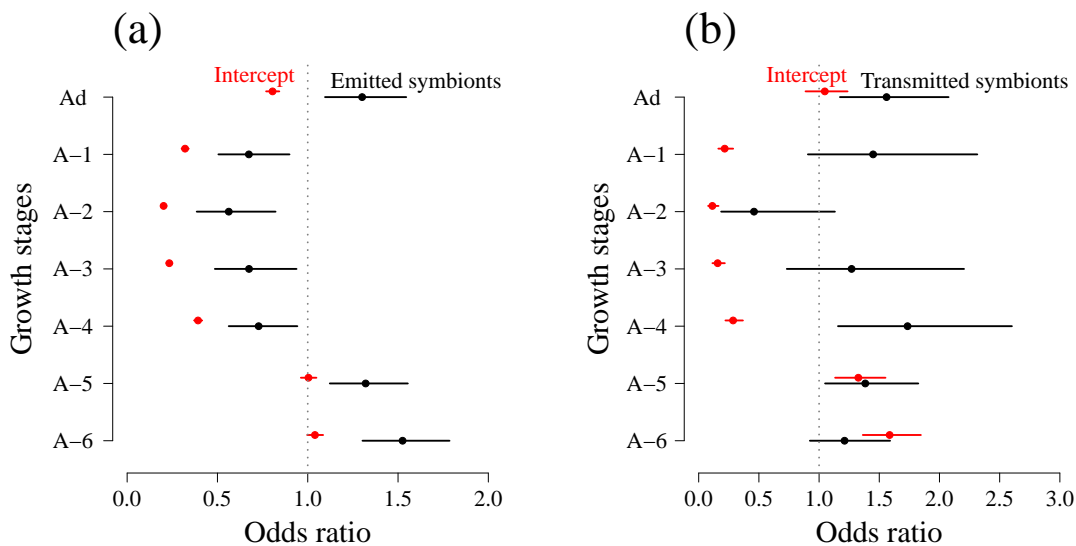 (a)
Intercept
Emitted symbionts
Growth stages
Ad
A−1
A−2
A−3
A−4
A−5
A−6
0.0 0.5 1.0 1.5 2.0
Odds ratio
(b)
Intercept
Transmitted symbionts
Growth stages
Ad
A−1
A−2
A−3
A−4
A−5
A−6
0.0 0.5 1.0 1.5 2.0 2.5 3.0
Odds ratio